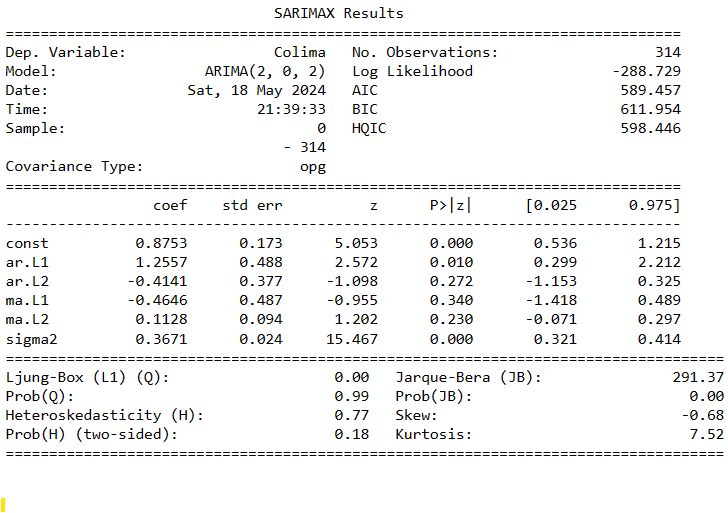 SARIMAX Results
==============================================================================
Dep. Variable: Colima No. Observations: 314
Model: ARIMA(2, 0, 2) Log Likelihood -288.729
Date: Sat, 18 May 2024 AIC 589.457
Time: 21:39:33 BIC 611.954
Sample: 0 HQIC 598.446
- 314
Covariance Type: opg
==============================================================================
coef std err z P>|z| [0.025 0.975]
------------------------------------------------------------------------------
const 0.8753 0.173 5.053 0.000 0.536 1.215
ar.L1 1.2557 0.488 2.572 0.010 0.299 2.212
ar.L2 -0.4141 0.377 -1.098 0.272 -1.153 0.325
ma.L1 -0.4646 0.487 -0.955 0.340 -1.418 0.489
ma.L2 0.1128 0.094 1.202 0.230 -0.071 0.297
sigma2 0.3671 0.024 15.467 0.000 0.321 0.414
===================================================================================
Ljung-Box (L1) (Q): 0.00 Jarque-Bera (JB): 291.37
Prob(Q): 0.99 Prob(JB): 0.00
Heteroskedasticity (H): 0.77 Skew: -0.68
Prob(H) (two-sided): 0.18 Kurtosis: 7.52
===================================================================================